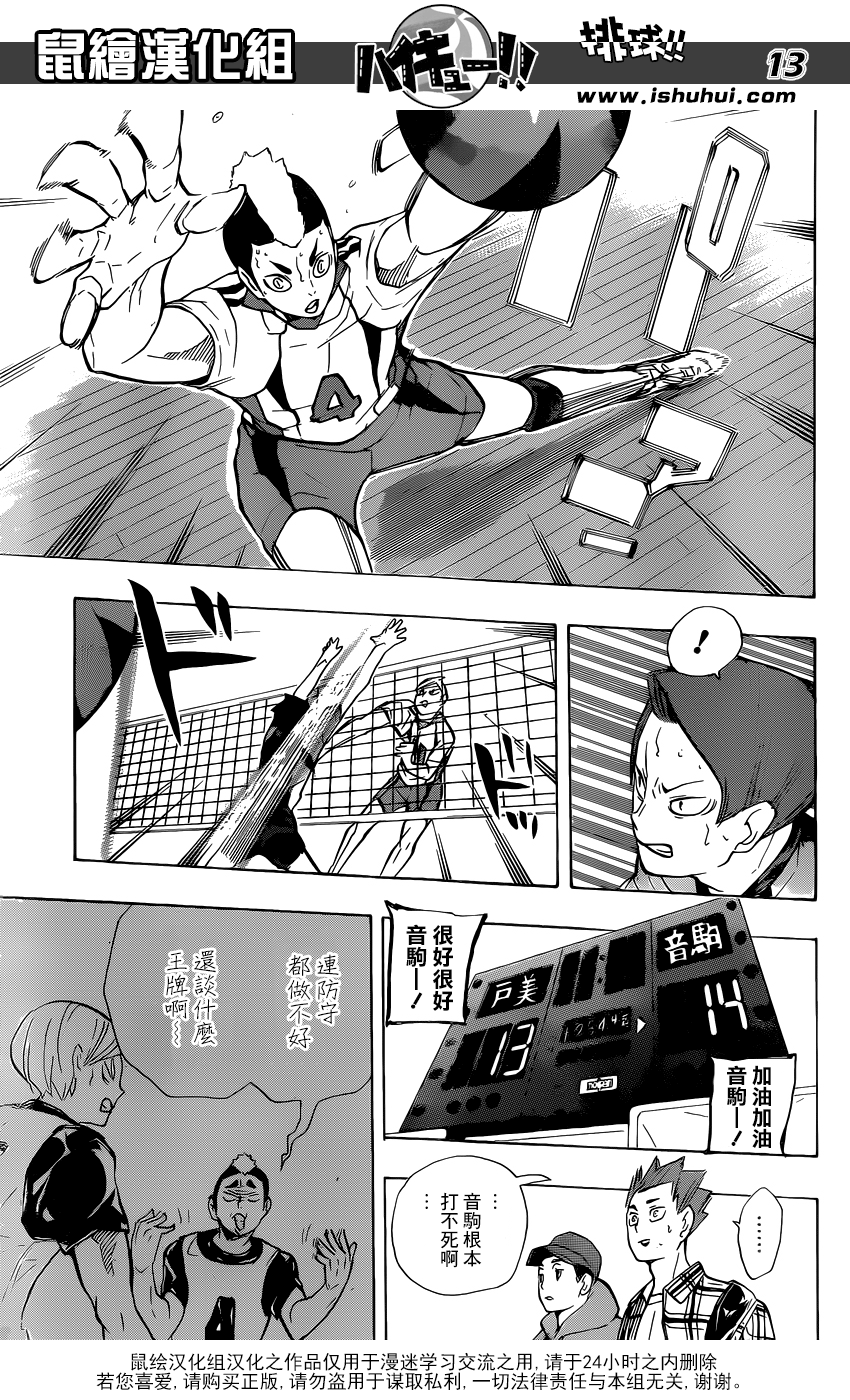 鼠繪漢化組
ハイキュー!!
排球!!
13
www.ishuhui.com
4
!
ド
ド
很好很好
音駒—!
戸美
音駒
13
14
加油加油
音駒—!
連防守
都做不好
還談什麼
王牌啊~
4
……
……
音駒根本
打不死啊
……
鼠绘汉化组汉化之作品仅用于漫迷学习交流之用, 请于24小时之内删除
若您喜爱, 请购买正版, 请勿用于谋取私利, 一切法律责任与本组无关, 谢谢。